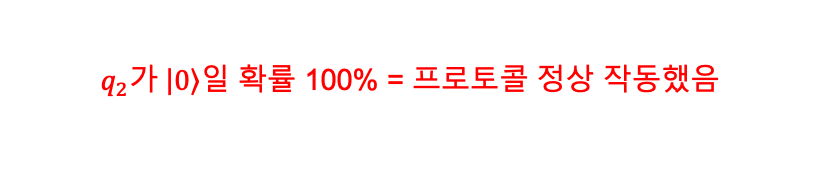 𝑞₂가 |0⟩일 확률 100% = 프로토콜 정상 작동했음